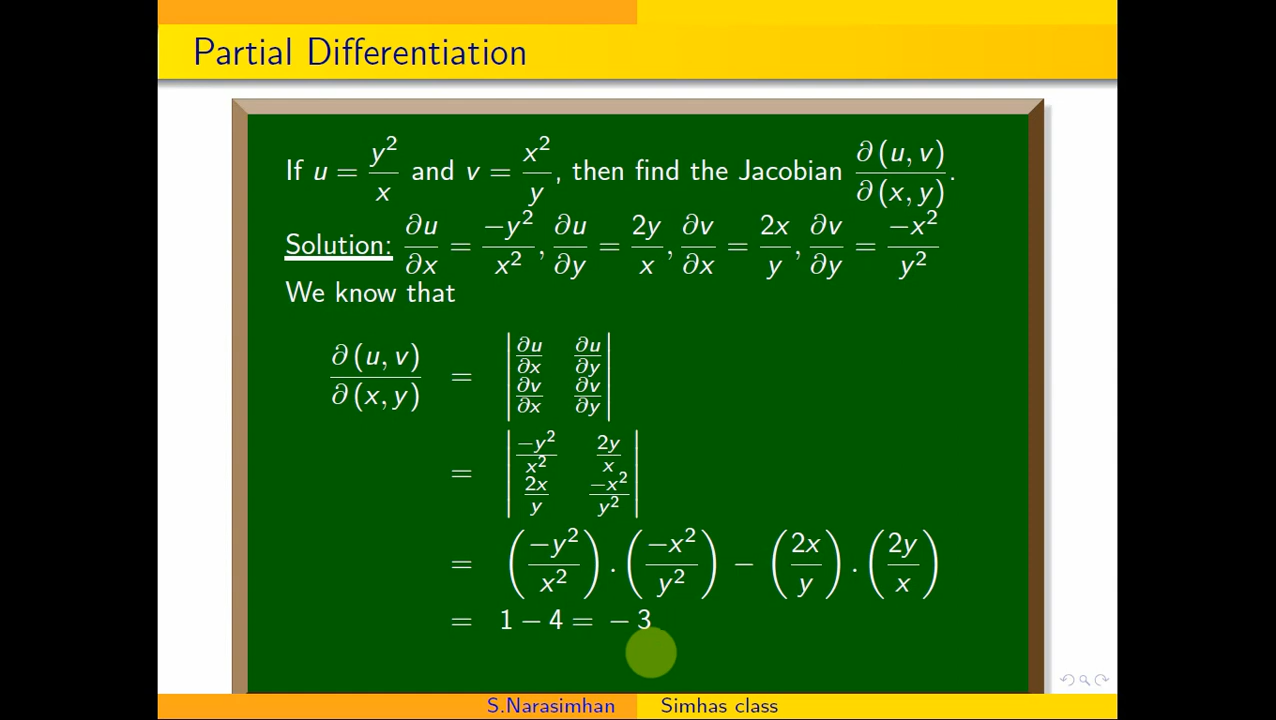 Partial Differentiation
If u = y²/x and v = x²/y, then find the Jacobian ∂(u, v)/∂(x, y).
Solution: ∂u/∂x = −y²/x², ∂u/∂y = 2y/x, ∂v/∂x = 2x/y, ∂v/∂y = −x²/y²
We know that
∂(u, v)/∂(x, y) = | ∂u/∂x ∂u/∂y |
| ∂v/∂x ∂v/∂y |
= | −y²/x² 2y/x |
| 2x/y −x²/y² |
= (−y²/x²) . (−x²/y²) − (2x/y) . (2y/x)
= 1 − 4 = − 3
S.Narasimhan Simhas class